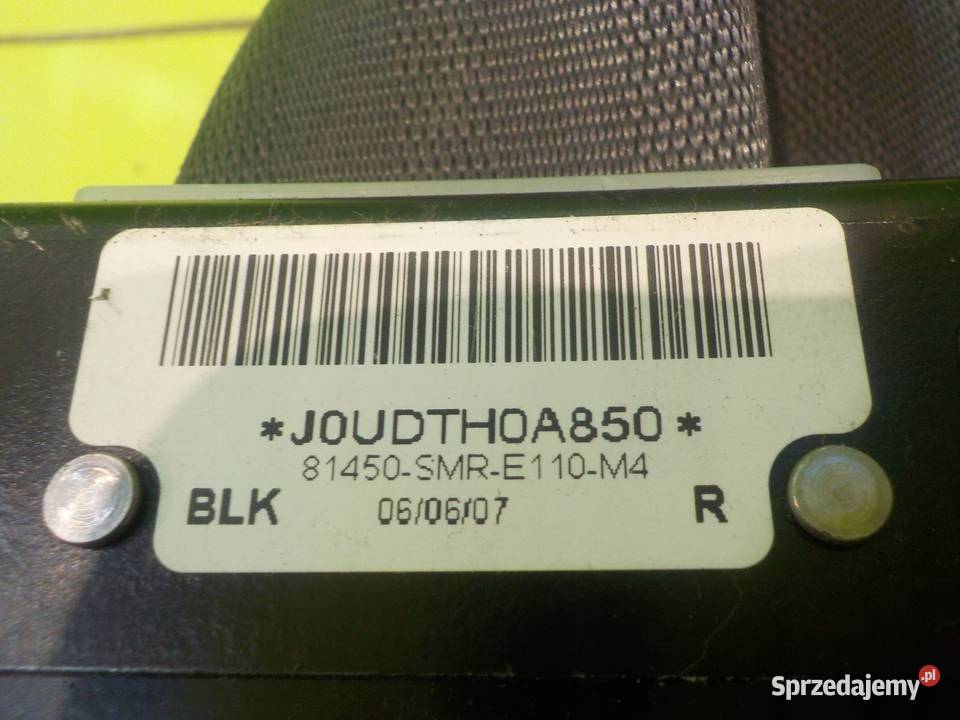 *J0UDTH0A850*
81450-SMR-E110-M4
BLK 06/06/07 R
Sprzedajemy.pl